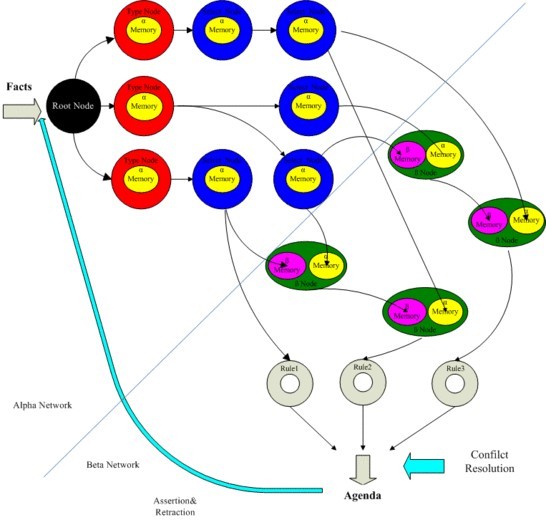 Type Node
α
Memory
α
Memory
α
Memory
Facts
Root Node
Type Node
α
Memory
α
Memory
Type Node
α
Memory
α
Memory
α
Memory
β
Memory
α
Memory
β Node
β
Memory
α
Memory
β Node
β
Memory
α
Memory
β Node
β
Memory
α
Memory
β Node
Rule1
Rule2
Rule3
Alpha Network
Beta Network
Assertion&
Retraction
Agenda
Confilct
Resolution